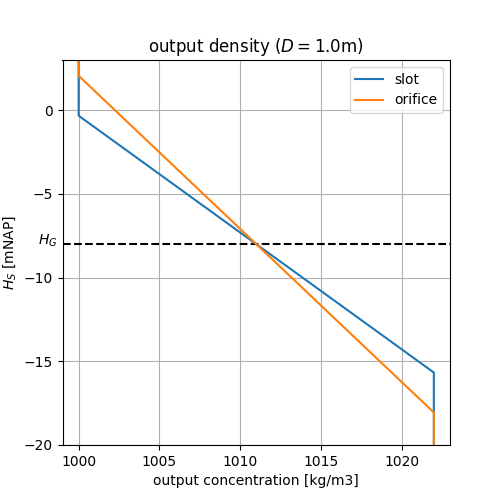 output density (D = 1.0m)
slot
orifice
0
−5
−10
−15
−20
H_G
H_S [mNAP]
1000 1005 1010 1015 1020
output concentration [kg/m3]